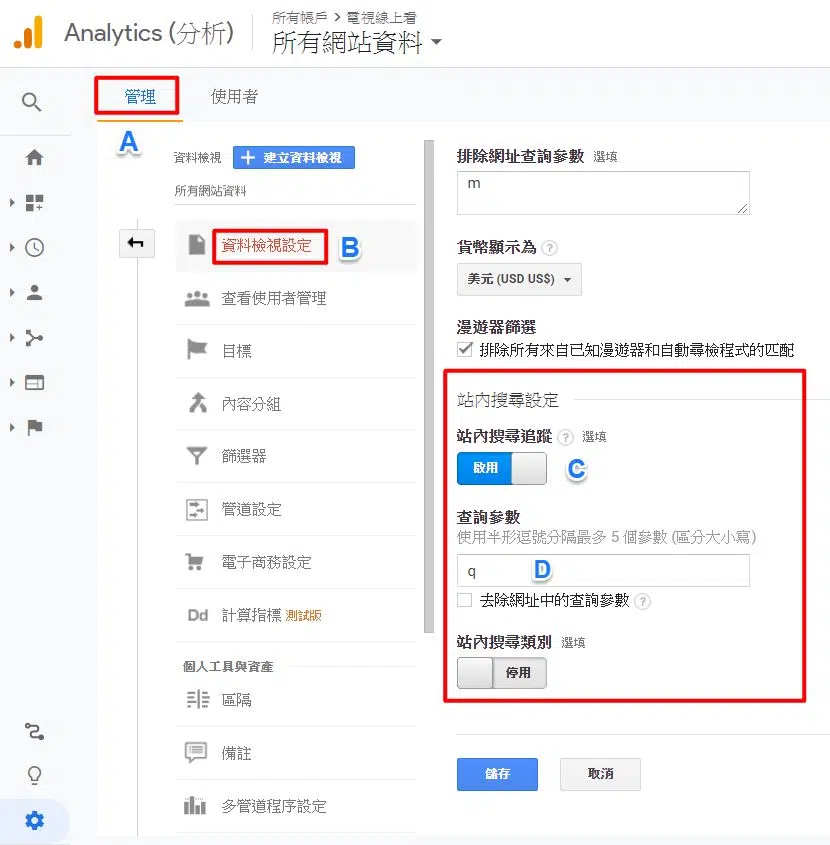 Analytics (分析)
所有帳戶 > 電視線上看
所有網站資料
管理
使用者
A
資料檢視
+ 建立資料檢視
所有網站資料
資料檢視設定
B
查看使用者管理
目標
內容分組
篩選器
管道設定
電子商務設定
Dd 計算指標 測試版
個人工具與資產
區隔
備註
多管道程序設定
排除網址查詢參數 選填
m
貨幣顯示為 ?
美元 (USD US$)
漫遊器篩選
排除所有來自已知漫遊器和自動尋檢程式的匹配
站內搜尋設定
站內搜尋追蹤 ? 選填
啟用
C
查詢參數
使用半形逗號分隔最多 5 個參數 (區分大小寫)
q
D
去除網址中的查詢參數 ?
站內搜尋類別 選填
停用
儲存
取消